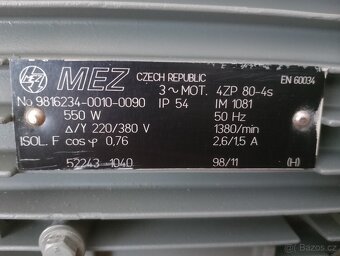 MEZ CZECH REPUBLIC EN 60034
3~MOT. 4ZP 80-4s
No 9816234-0010-0090 IP 54 IM 1081
550 W 50 Hz
Δ/Y 220/380 V 1380/min
ISOL. F cos φ 0,76 2,6/1,5 A
52243 1040 98/11 (H)